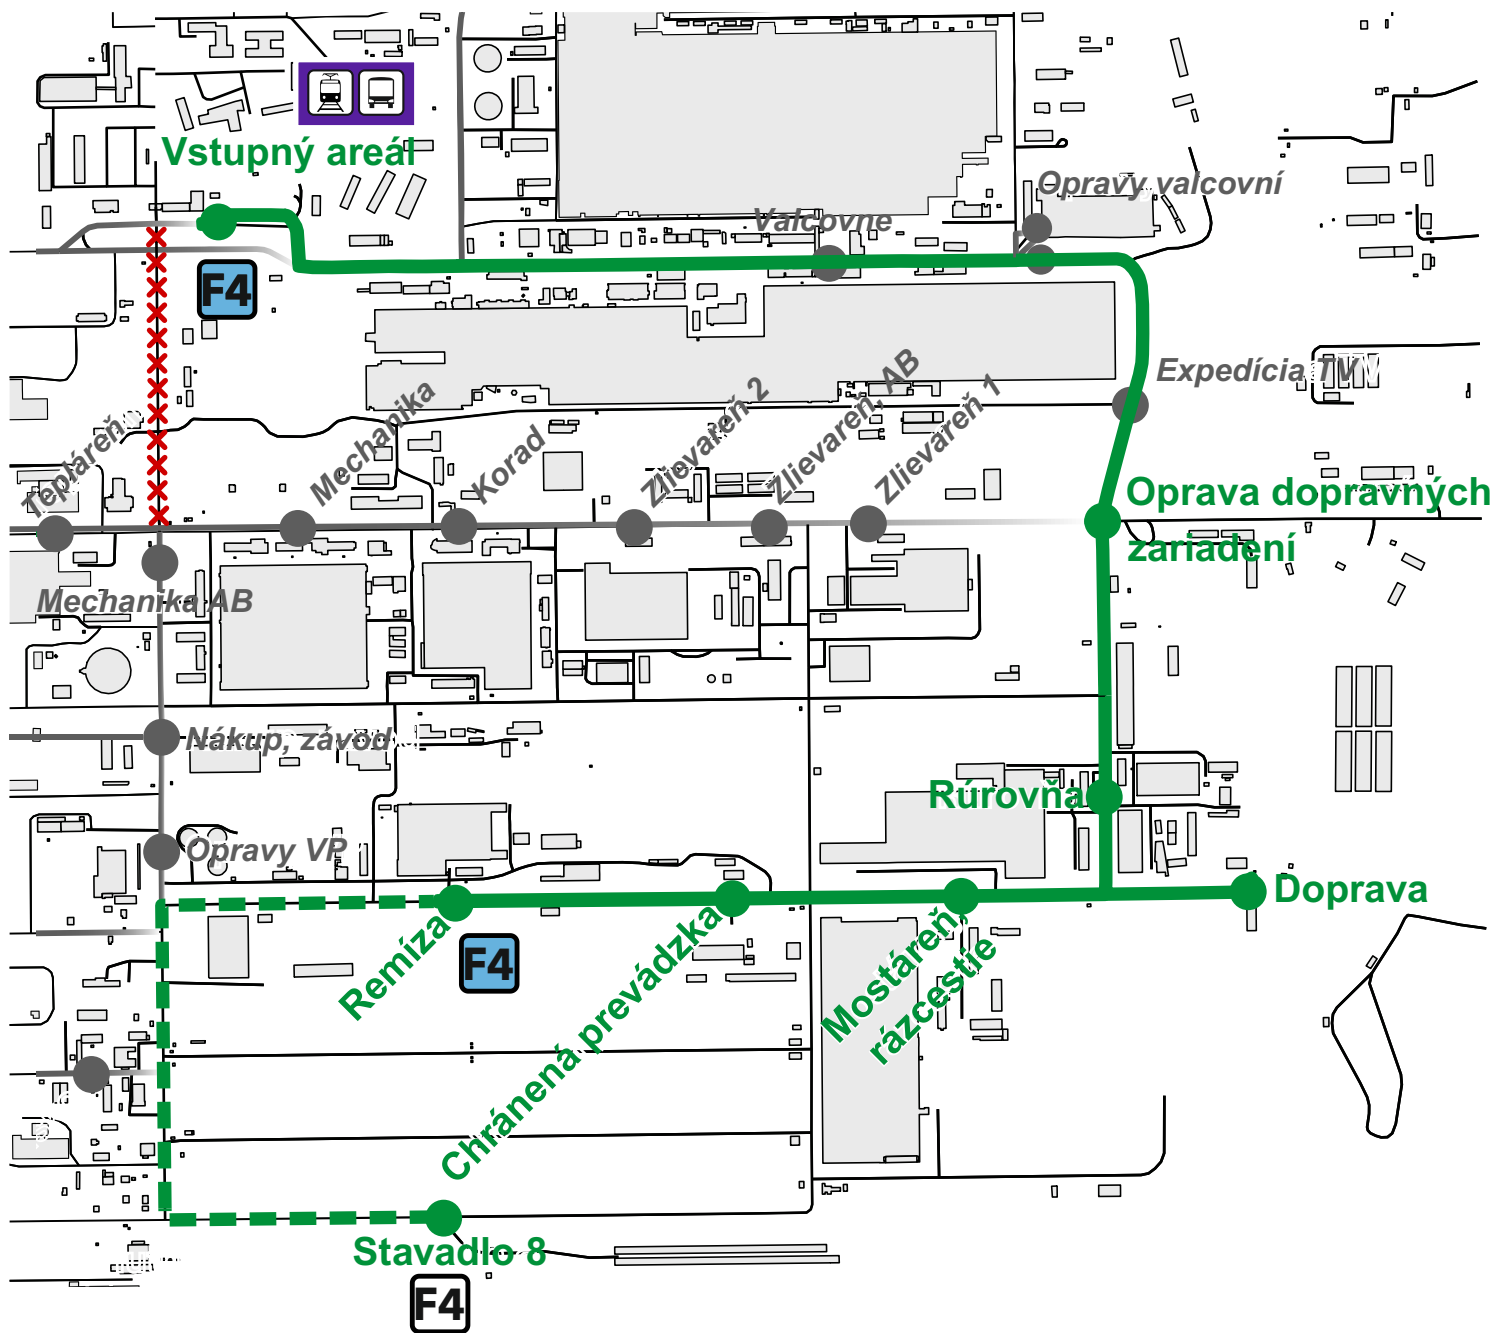 Vstupný areál
Opravy valcovní
Valcovne
F4
Expedícia TVV
Tepláreň
Mechanika
Korad
Zlievareň 2
Zlievareň, AB
Zlievareň 1
Oprava dopravných
zariadení
Mechanika AB
Nákup, závod
Rúrovňa
Opravy VP
Doprava
Remíza
F4
Chránená prevádzka
Mostáreň,
rázcestie
Stavadlo 8
F4